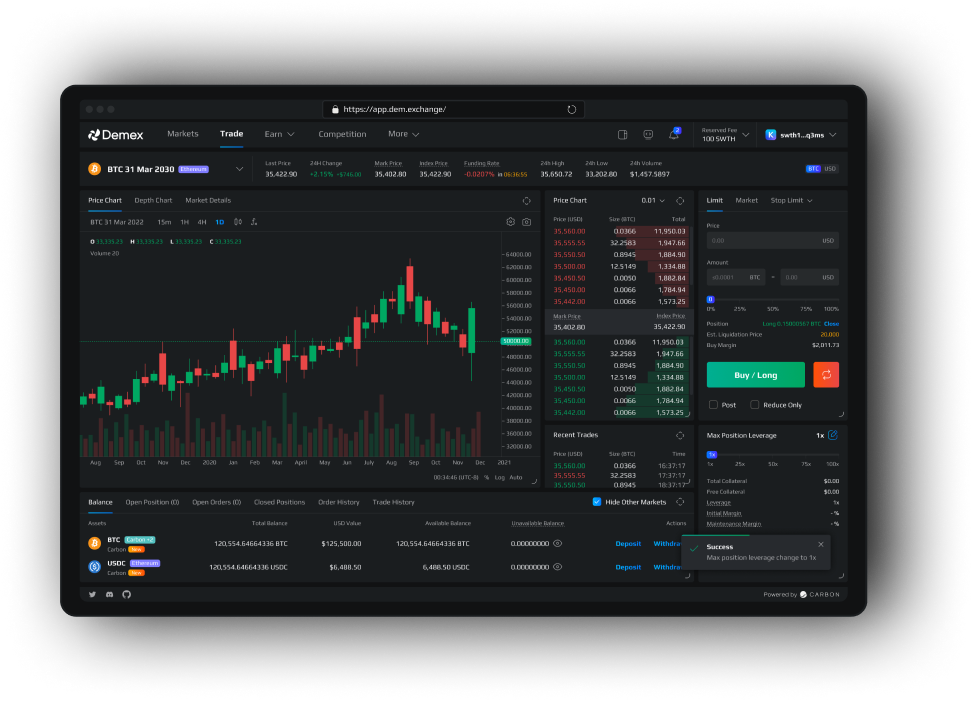 https://app.dem.exchange/
Demex Markets Trade Earn Competition More 2 Reserved Fee 100 SWTH K swth1...q3ms
BTC 31 Mar 2030 Ethereum
Last Price 24H Change Mark Price Index Price Funding Rate 24h High 24h Low 24h Volume
35,422.90 +2.15% -$746.00 35,402.80 35,422.90 -0.0207% in 06:36:55 35,650.72 33,202.80 $1,457.5897
BTC USD
Price Chart Depth Chart Market Details
BTC 31 Mar 2022 15m 1H 4H 1D
O 33,335.23 H 33,335.23 L 33,335.23 C 33,335.23
Volume 20
64000.00
62000.00
60000.00
58000.00
56000.00
54000.00
52000.00
50000.00
48000.00
46000.00
44000.00
42000.00
40000.00
38000.00
36000.00
32000.00
Aug Sep Oct Nov Dec 2020 Jan Feb Mar April May Jun July Aug Sep Oct Nov Dec 2021
00:34:46 (UTC-8) % Log Auto
Price Chart 0.01
Price (USD) Size (BTC) Total
35,560.00 0.0366 11,950.03
35,555.55 32.2583 1,947.66
35,550.50 0.8945 1,884.90
35,500.00 12.5149 1,334.88
35,450.50 0.0050 1,882.84
35,450.00 0.0066 1,784.94
35,442.00 0.0066 1,573.25
Mark Price Index Price
35,402.80 35,422.90
35,560.00 0.0366 11,950.03
35,555.55 32.2583 1,947.66
35,550.50 0.8945 1,884.90
35,500.00 12.5149 1,334.88
35,450.50 0.0050 1,882.84
35,450.00 0.0066 1,784.94
35,442.00 0.0066 1,573.25
Recent Trades
Price (USD) Size (BTC) Time
35,560.00 0.0366 16:37:17
35,555.55 32.2583 17:37:17
35,550.50 0.8945 18:37:17
Limit Market Stop Limit
Price
0.00 USD
Amount
≤0.0001 BTC ~ 0.00 USD
0
0% 25% 50% 75% 100%
Position Long 0.15000567 BTC Close
Est. Liquidation Price 20,000
Buy Margin $2,011.73
Buy / Long
Post Reduce Only
Max Position Leverage 1x
1x
1x 25x 50x 75x 100x
Total Collateral $0.00
Free Collateral $0.00
Leverage 1x
Initial Margin - %
Maintenance Margin - %
Balance Open Position (0) Open Orders (0) Closed Positions Order History Trade History Hide Other Markets
Assets Total Balance USD Value Available Balance Unavailable Balance Actions
BTC Carbon +2
Carbon New
120,554.64664336 BTC $125,500.00 120,554.64664336 BTC 0.00000000 Deposit Withdra
USDC Ethereum
Carbon New
120,554.64664336 USDC $6,488.50 6,488.50 USDC 0.00000000 Deposit Withdra
Success
Max position leverage change to 1x
Powered by CARBON